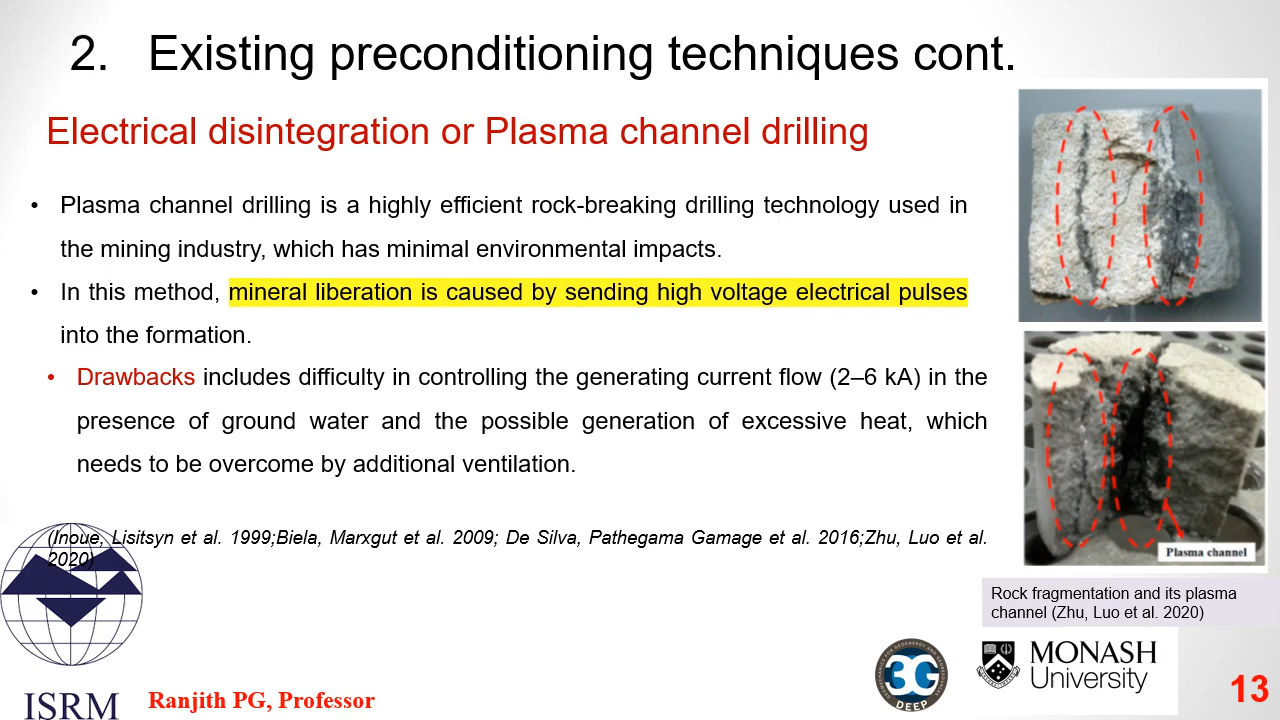 2. Existing preconditioning techniques cont.
Electrical disintegration or Plasma channel drilling
• Plasma channel drilling is a highly efficient rock-breaking drilling technology used in
the mining industry, which has minimal environmental impacts.
• In this method, mineral liberation is caused by sending high voltage electrical pulses
into the formation.
• Drawbacks includes difficulty in controlling the generating current flow (2–6 kA) in the
presence of ground water and the possible generation of excessive heat, which
needs to be overcome by additional ventilation.
(Inoue, Lisitsyn et al. 1999;Biela, Marxgut et al. 2009; De Silva, Pathegama Gamage et al. 2016;Zhu, Luo et al.
2020)
Plasma channel
Rock fragmentation and its plasma
channel (Zhu, Luo et al. 2020)
ISRM
Ranjith PG, Professor
3G
DEEP
MONASH
University
13